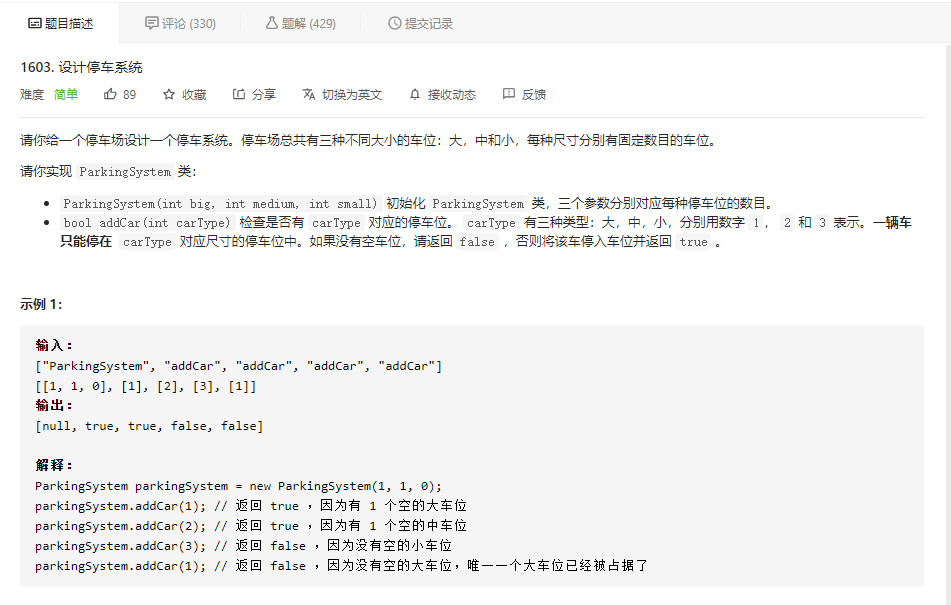 题目描述 评论 (330) 题解 (429) 提交记录
1603. 设计停车系统
难度 简单 89 收藏 分享 切换为英文 接收动态 反馈
请你给一个停车场设计一个停车系统。停车场总共有三种不同大小的车位：大，中和小，每种尺寸分别有固定数目的车位。
请你实现 ParkingSystem 类：
• ParkingSystem(int big, int medium, int small) 初始化 ParkingSystem 类，三个参数分别对应每种停车位的数目。
• bool addCar(int carType) 检查是否有 carType 对应的停车位。 carType 有三种类型：大，中，小，分别用数字 1， 2 和 3 表示。一辆车
只能停在 carType 对应尺寸的停车位中。如果没有空车位，请返回 false ，否则将该车停入车位并返回 true 。
示例 1：
输入：
["ParkingSystem", "addCar", "addCar", "addCar", "addCar"]
[[1, 1, 0], [1], [2], [3], [1]]
输出：
[null, true, true, false, false]
解释：
ParkingSystem parkingSystem = new ParkingSystem(1, 1, 0);
parkingSystem.addCar(1); // 返回 true ，因为有 1 个空的大车位
parkingSystem.addCar(2); // 返回 true ，因为有 1 个空的中车位
parkingSystem.addCar(3); // 返回 false ，因为没有空的小车位
parkingSystem.addCar(1); // 返回 false ，因为没有空的大车位，唯一一个大车位已经被占据了